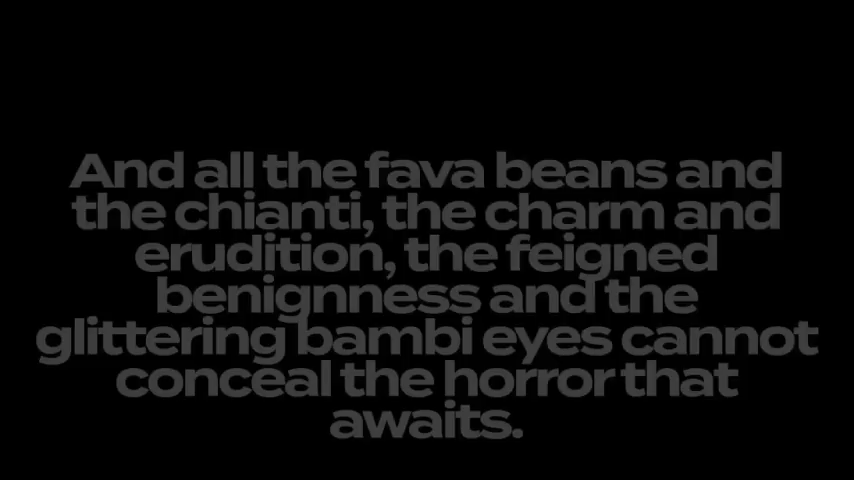 And all the fava beans and
the chianti, the charm and
erudition, the feigned
benignness and the
glittering bambi eyes cannot
conceal the horror that
awaits.